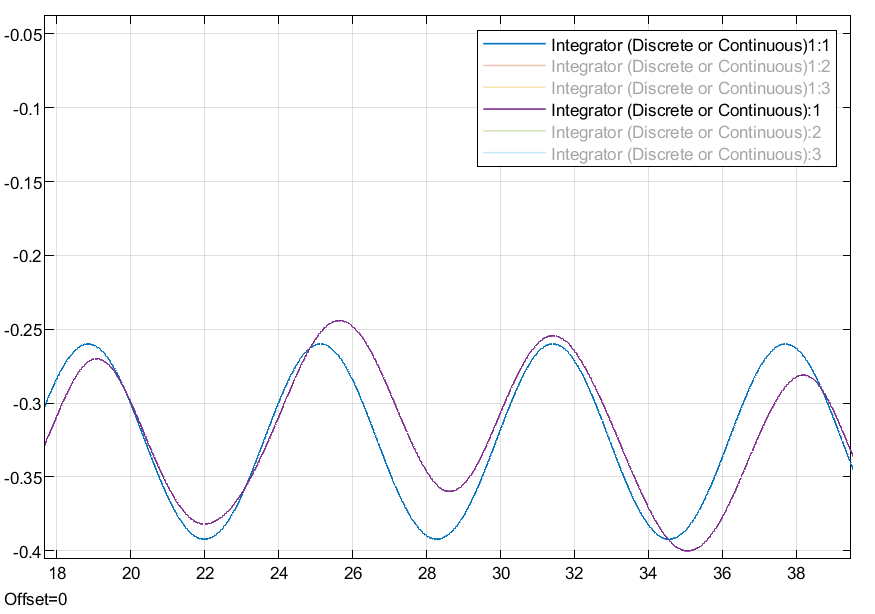 -0.05
-0.1
-0.15
-0.2
-0.25
-0.3
-0.35
-0.4
Integrator (Discrete or Continuous)1:1
Integrator (Discrete or Continuous)1:2
Integrator (Discrete or Continuous)1:3
Integrator (Discrete or Continuous):1
Integrator (Discrete or Continuous):2
Integrator (Discrete or Continuous):3
18 20 22 24 26 28 30 32 34 36 38
Offset=0